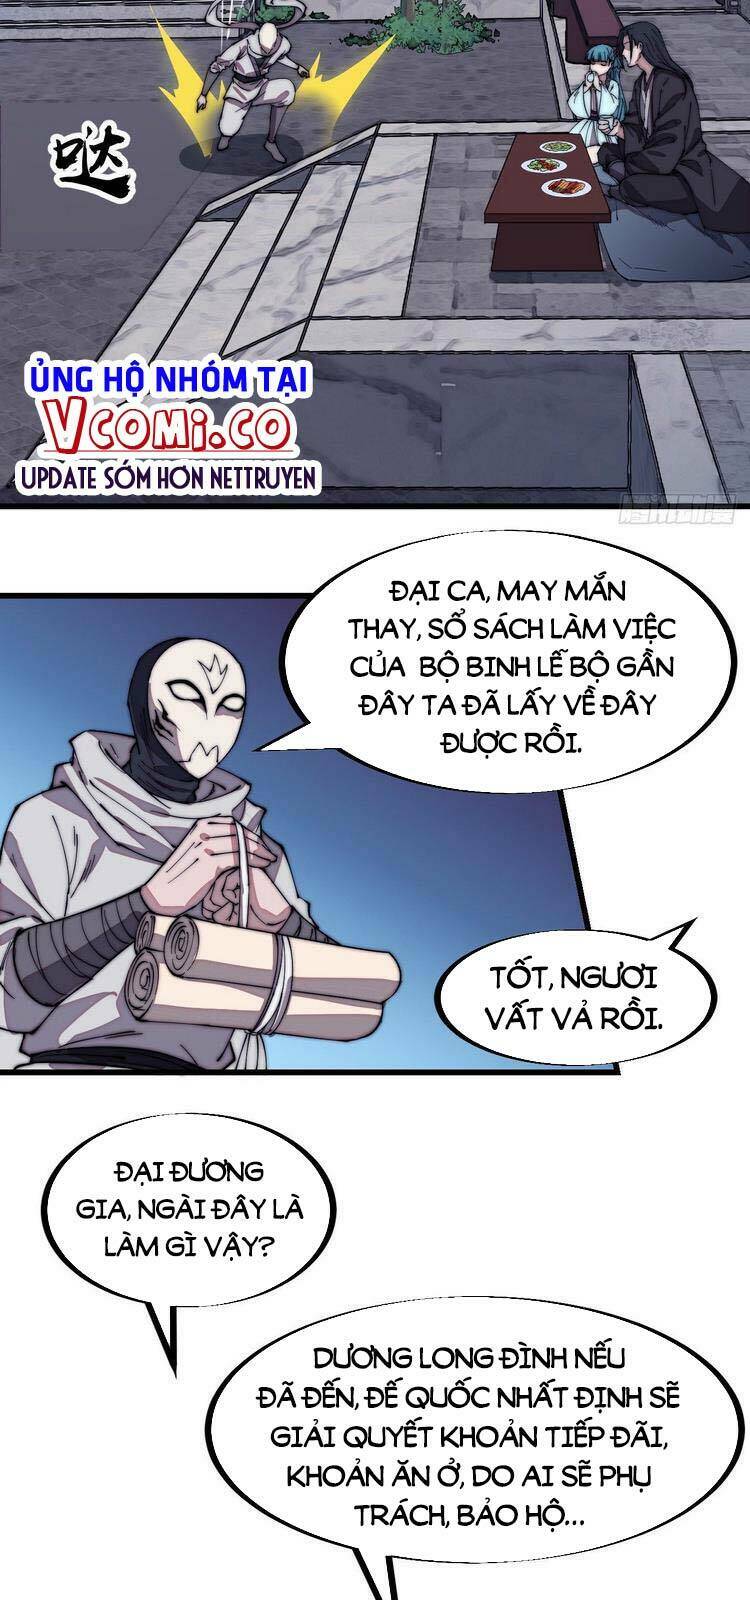 哒
ỦNG HỘ NHÓM TẠI
VCOMI.CO
UPDATE SỚM HƠN NETTRUYEN
ĐẠI CA, MAY MẮN
THAY, SỔ SÁCH LÀM VIỆC
CỦA BỘ BINH LỄ BỘ GẦN
ĐÂY TA ĐÃ LẤY VỀ ĐÂY
ĐƯỢC RỒI.
TỐT, NGƯƠI
VẤT VẢ RỒI.
ĐẠI ĐƯƠNG
GIA, NGÀI ĐÂY LÀ
LÀM GÌ VẬY?
DƯƠNG LONG ĐÌNH NẾU
ĐÃ ĐẾN, ĐẾ QUỐC NHẤT ĐỊNH SẼ
GIẢI QUYẾT KHOẢN TIẾP ĐÃI,
KHOẢN ĂN Ở, DO AI SẼ PHỤ
TRÁCH, BẢO HỘ...